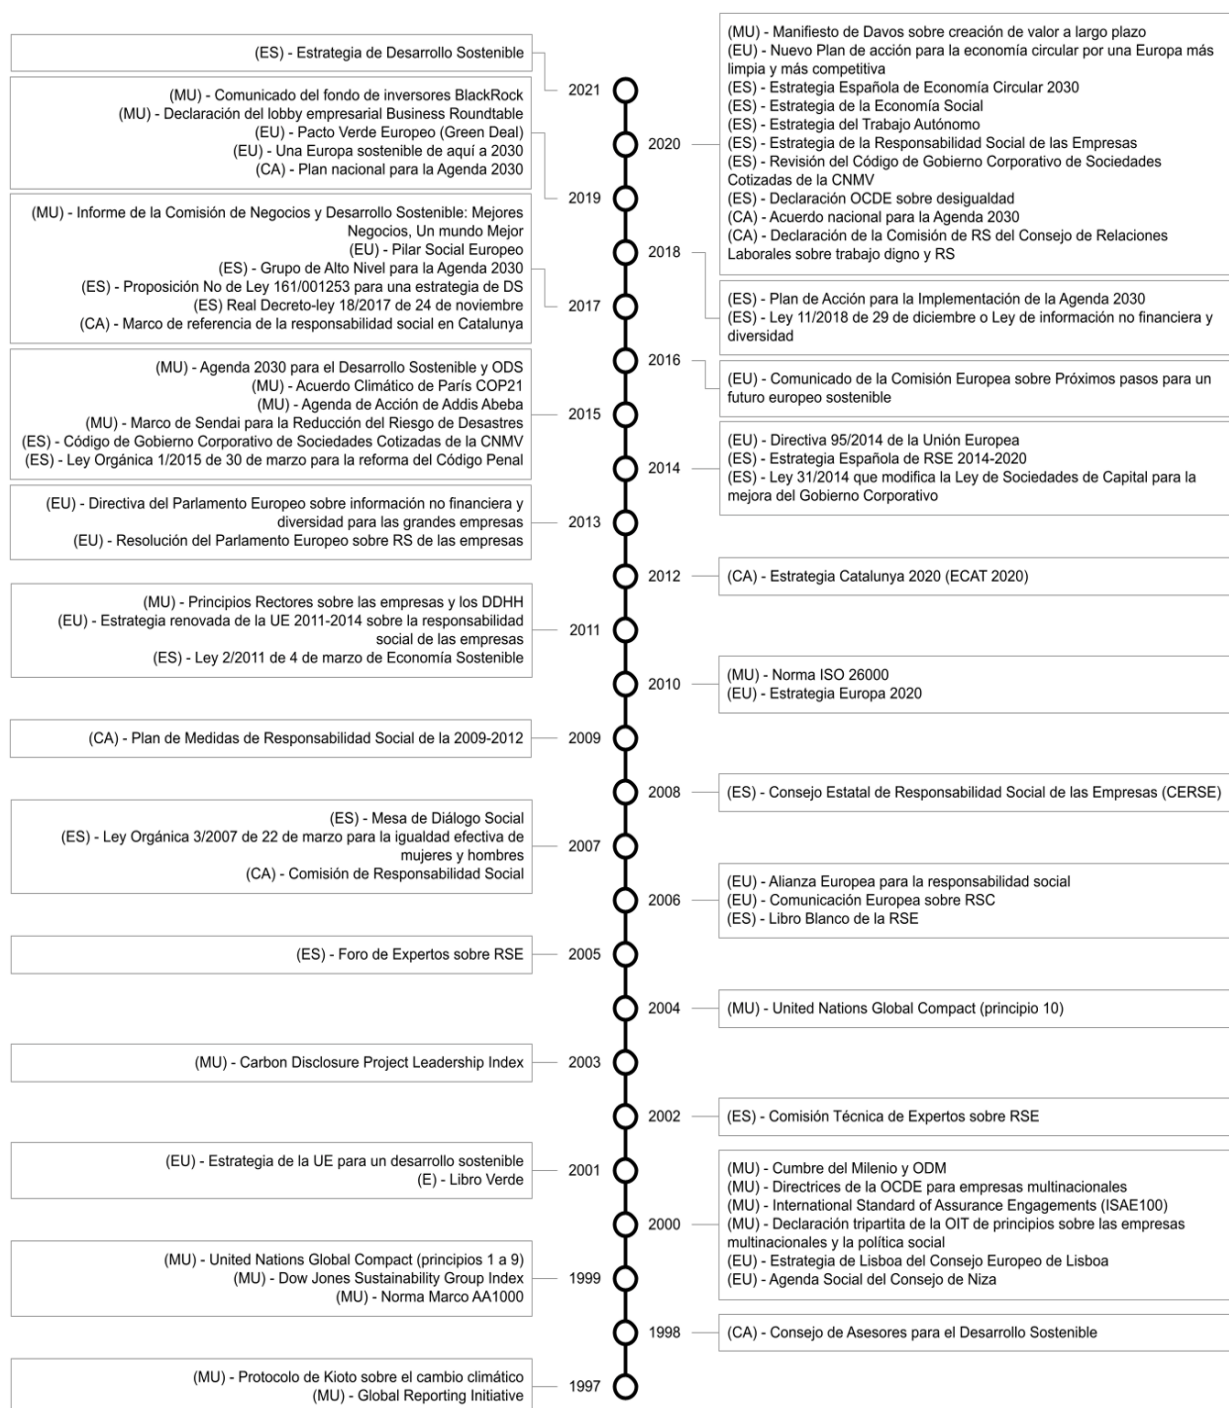 (ES) - Estrategia de Desarrollo Sostenible
2021
(MU) - Manifiesto de Davos sobre creación de valor a largo plazo
(EU) - Nuevo Plan de acción para la economía circular por una Europa más
limpia y más competitiva
(ES) - Estrategia Española de Economía Circular 2030
(ES) - Estrategia de la Economía Social
(ES) - Estrategia del Trabajo Autónomo
(ES) - Estrategia de la Responsabilidad Social de las Empresas
(ES) - Revisión del Código de Gobierno Corporativo de Sociedades
Cotizadas de la CNMV
(ES) - Declaración OCDE sobre desigualdad
(CA) - Acuerdo nacional para la Agenda 2030
(CA) - Declaración de la Comisión de RS del Consejo de Relaciones
Laborales sobre trabajo digno y RS
2020
(MU) - Comunicado del fondo de inversores BlackRock
(MU) - Declaración del lobby empresarial Business Roundtable
(EU) - Pacto Verde Europeo (Green Deal)
(EU) - Una Europa sostenible de aquí a 2030
(CA) - Plan nacional para la Agenda 2030
2019
2018
(ES) - Plan de Acción para la Implementación de la Agenda 2030
(ES) - Ley 11/2018 de 29 de diciembre o Ley de información no financiera y
diversidad
(MU) - Informe de la Comisión de Negocios y Desarrollo Sostenible: Mejores
Negocios, Un mundo Mejor
(EU) - Pilar Social Europeo
(ES) - Grupo de Alto Nivel para la Agenda 2030
(ES) - Proposición No de Ley 161/001253 para una estrategia de DS
(ES) Real Decreto-ley 18/2017 de 24 de noviembre
(CA) - Marco de referencia de la responsabilidad social en Catalunya
2017
2016
(EU) - Comunicado de la Comisión Europea sobre Próximos pasos para un
futuro europeo sostenible
(MU) - Agenda 2030 para el Desarrollo Sostenible y ODS
(MU) - Acuerdo Climático de París COP21
(MU) - Agenda de Acción de Addis Abeba
(MU) - Marco de Sendai para la Reducción del Riesgo de Desastres
(ES) - Código de Gobierno Corporativo de Sociedades Cotizadas de la CNMV
(ES) - Ley Orgánica 1/2015 de 30 de marzo para la reforma del Código Penal
2015
2014
(EU) - Directiva 95/2014 de la Unión Europea
(ES) - Estrategia Española de RSE 2014-2020
(ES) - Ley 31/2014 que modifica la Ley de Sociedades de Capital para la
mejora del Gobierno Corporativo
(EU) - Directiva del Parlamento Europeo sobre información no financiera y
diversidad para las grandes empresas
(EU) - Resolución del Parlamento Europeo sobre RS de las empresas
2013
2012
(CA) - Estrategia Catalunya 2020 (ECAT 2020)
(MU) - Principios Rectores sobre las empresas y los DDHH
(EU) - Estrategia renovada de la UE 2011-2014 sobre la responsabilidad
social de las empresas
(ES) - Ley 2/2011 de 4 de marzo de Economía Sostenible
2011
2010
(MU) - Norma ISO 26000
(EU) - Estrategia Europa 2020
(CA) - Plan de Medidas de Responsabilidad Social de la 2009-2012
2009
2008
(ES) - Consejo Estatal de Responsabilidad Social de las Empresas (CERSE)
(ES) - Mesa de Diálogo Social
(ES) - Ley Orgánica 3/2007 de 22 de marzo para la igualdad efectiva de
mujeres y hombres
(CA) - Comisión de Responsabilidad Social
2007
2006
(EU) - Alianza Europea para la responsabilidad social
(EU) - Comunicación Europea sobre RSC
(ES) - Libro Blanco de la RSE
(ES) - Foro de Expertos sobre RSE
2005
2004
(MU) - United Nations Global Compact (principio 10)
(MU) - Carbon Disclosure Project Leadership Index
2003
2002
(ES) - Comisión Técnica de Expertos sobre RSE
(EU) - Estrategia de la UE para un desarrollo sostenible
(E) - Libro Verde
2001
2000
(MU) - Cumbre del Milenio y ODM
(MU) - Directrices de la OCDE para empresas multinacionales
(MU) - International Standard of Assurance Engagements (ISAE100)
(MU) - Declaración tripartita de la OIT de principios sobre las empresas
multinacionales y la política social
(EU) - Estrategia de Lisboa del Consejo Europeo de Lisboa
(EU) - Agenda Social del Consejo de Niza
(MU) - United Nations Global Compact (principios 1 a 9)
(MU) - Dow Jones Sustainability Group Index
(MU) - Norma Marco AA1000
1999
1998
(CA) - Consejo de Asesores para el Desarrollo Sostenible
(MU) - Protocolo de Kioto sobre el cambio climático
(MU) - Global Reporting Initiative
1997